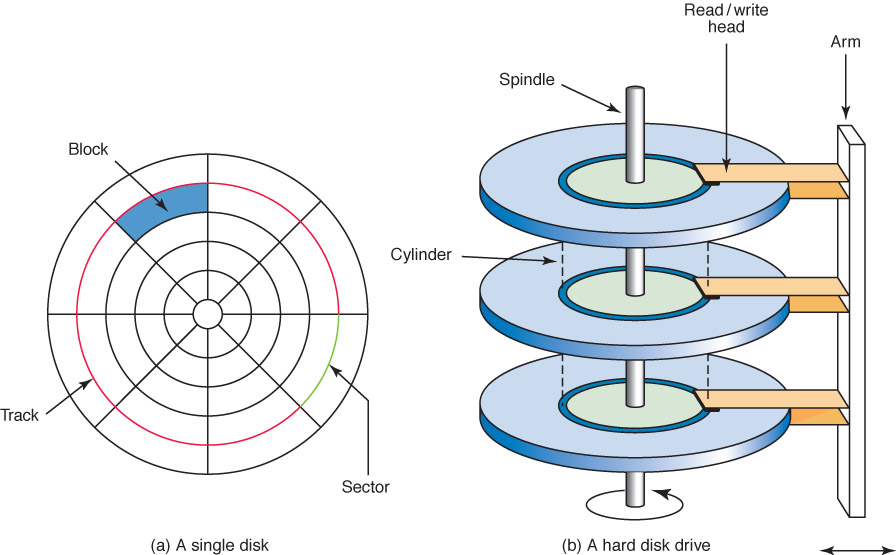 Read/write
head
Arm
Spindle
Block
Cylinder
Track
Sector
(a) A single disk
(b) A hard disk drive